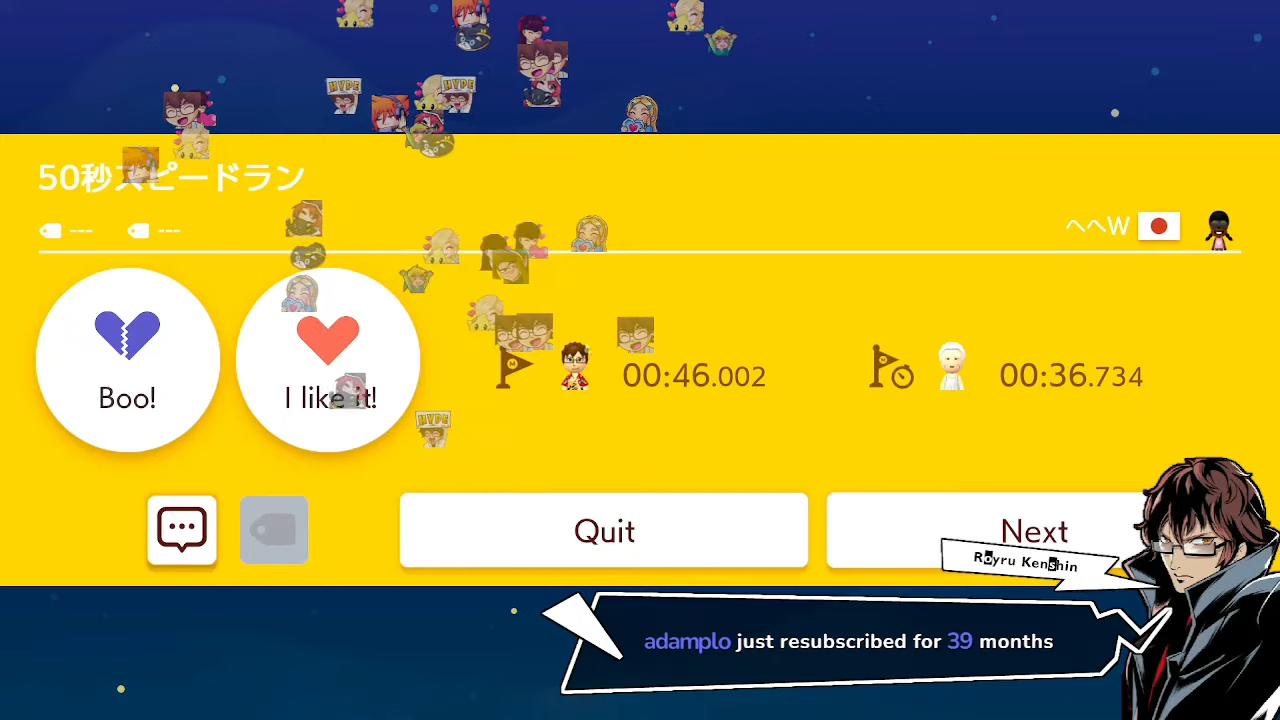 HYPE
HYPE
50秒スピードラン
--- ---
へへW
00:46.002
00:36.734
Boo!
I like it!
HYPE
Quit
Next
Royru Kenshin
adamplo just resubscribed for 39 months